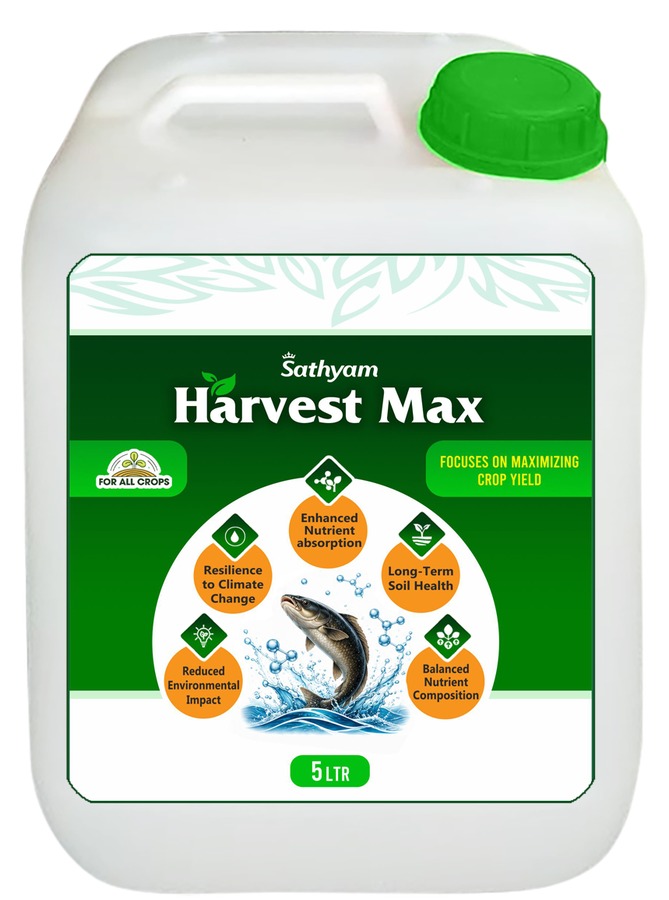 Sathyam
Harvest Max
FOR ALL CROPS
FOCUSES ON MAXIMIZING
CROP YIELD
Enhanced
Nutrient
absorption
Resilience
to Climate
Change
Long-Term
Soil Health
Reduced
Environmental
Impact
Balanced
Nutrient
Composition
5 LTR